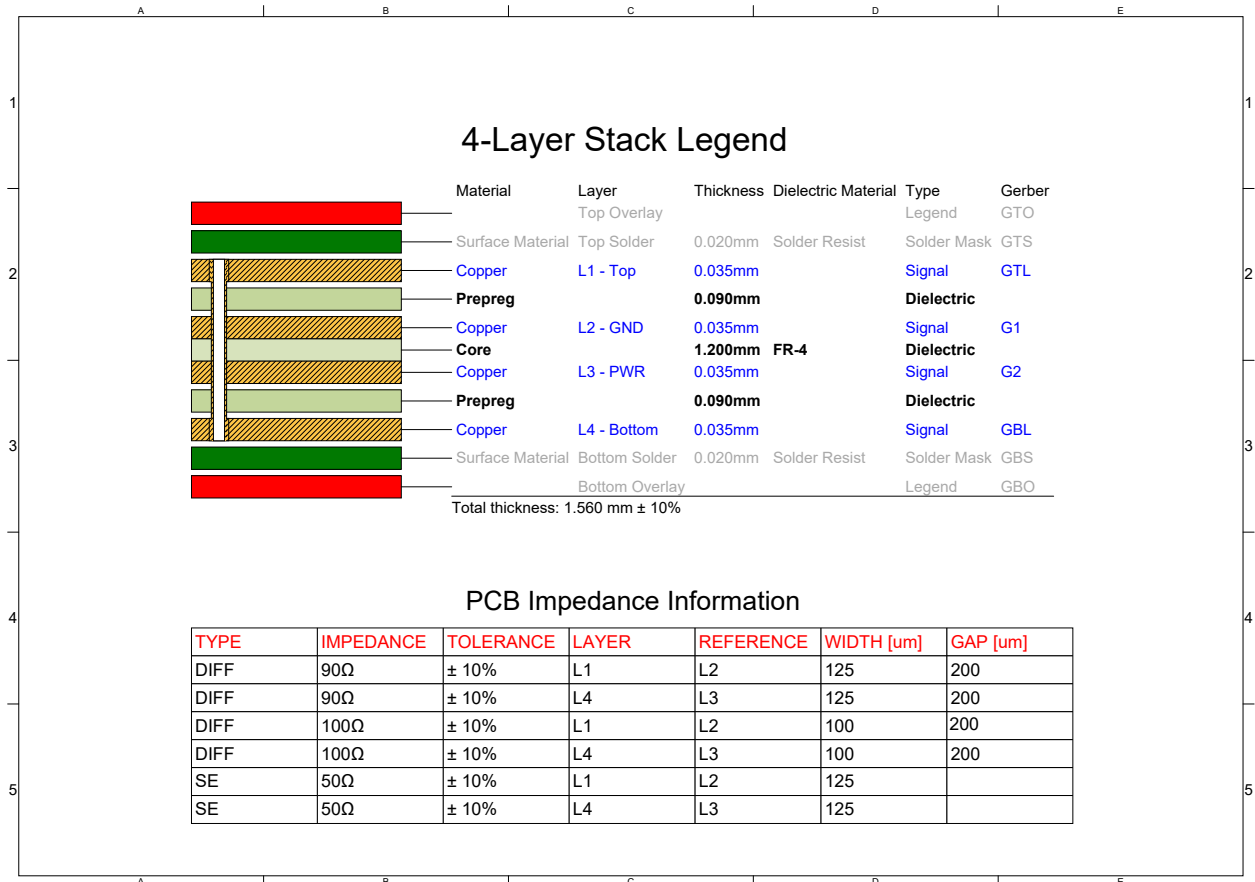 A B C D E
1 1
4-Layer Stack Legend
Material Layer Thickness Dielectric Material Type Gerber
Top Overlay Legend GTO
Surface Material Top Solder 0.020mm Solder Resist Solder Mask GTS
2 Copper L1 - Top 0.035mm Signal GTL 2
Prepreg 0.090mm Dielectric
Copper L2 - GND 0.035mm Signal G1
Core 1.200mm FR-4 Dielectric
Copper L3 - PWR 0.035mm Signal G2
Prepreg 0.090mm Dielectric
Copper L4 - Bottom 0.035mm Signal GBL
3 3
Surface Material Bottom Solder 0.020mm Solder Resist Solder Mask GBS
Bottom Overlay Legend GBO
Total thickness: 1.560 mm ± 10%
PCB Impedance Information
4 4
TYPE IMPEDANCE TOLERANCE LAYER REFERENCE WIDTH [um] GAP [um]
DIFF 90Ω ± 10% L1 L2 125 200
DIFF 90Ω ± 10% L4 L3 125 200
DIFF 100Ω ± 10% L1 L2 100 200
DIFF 100Ω ± 10% L4 L3 100 200
5 SE 50Ω ± 10% L1 L2 125 5
SE 50Ω ± 10% L4 L3 125
A B C D E